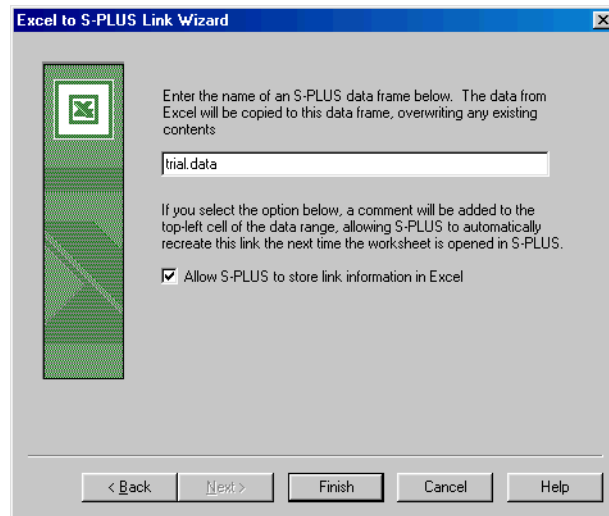 Excel to S-PLUS Link Wizard
Enter the name of an S-PLUS data frame below. The data from
Excel will be copied to this data frame, overwriting any existing
contents
trial.data
If you select the option below, a comment will be added to the
top-left cell of the data range, allowing S-PLUS to automatically
recreate this link the next time the worksheet is opened in S-PLUS.
Allow S-PLUS to store link information in Excel
< Back Next > Finish Cancel Help